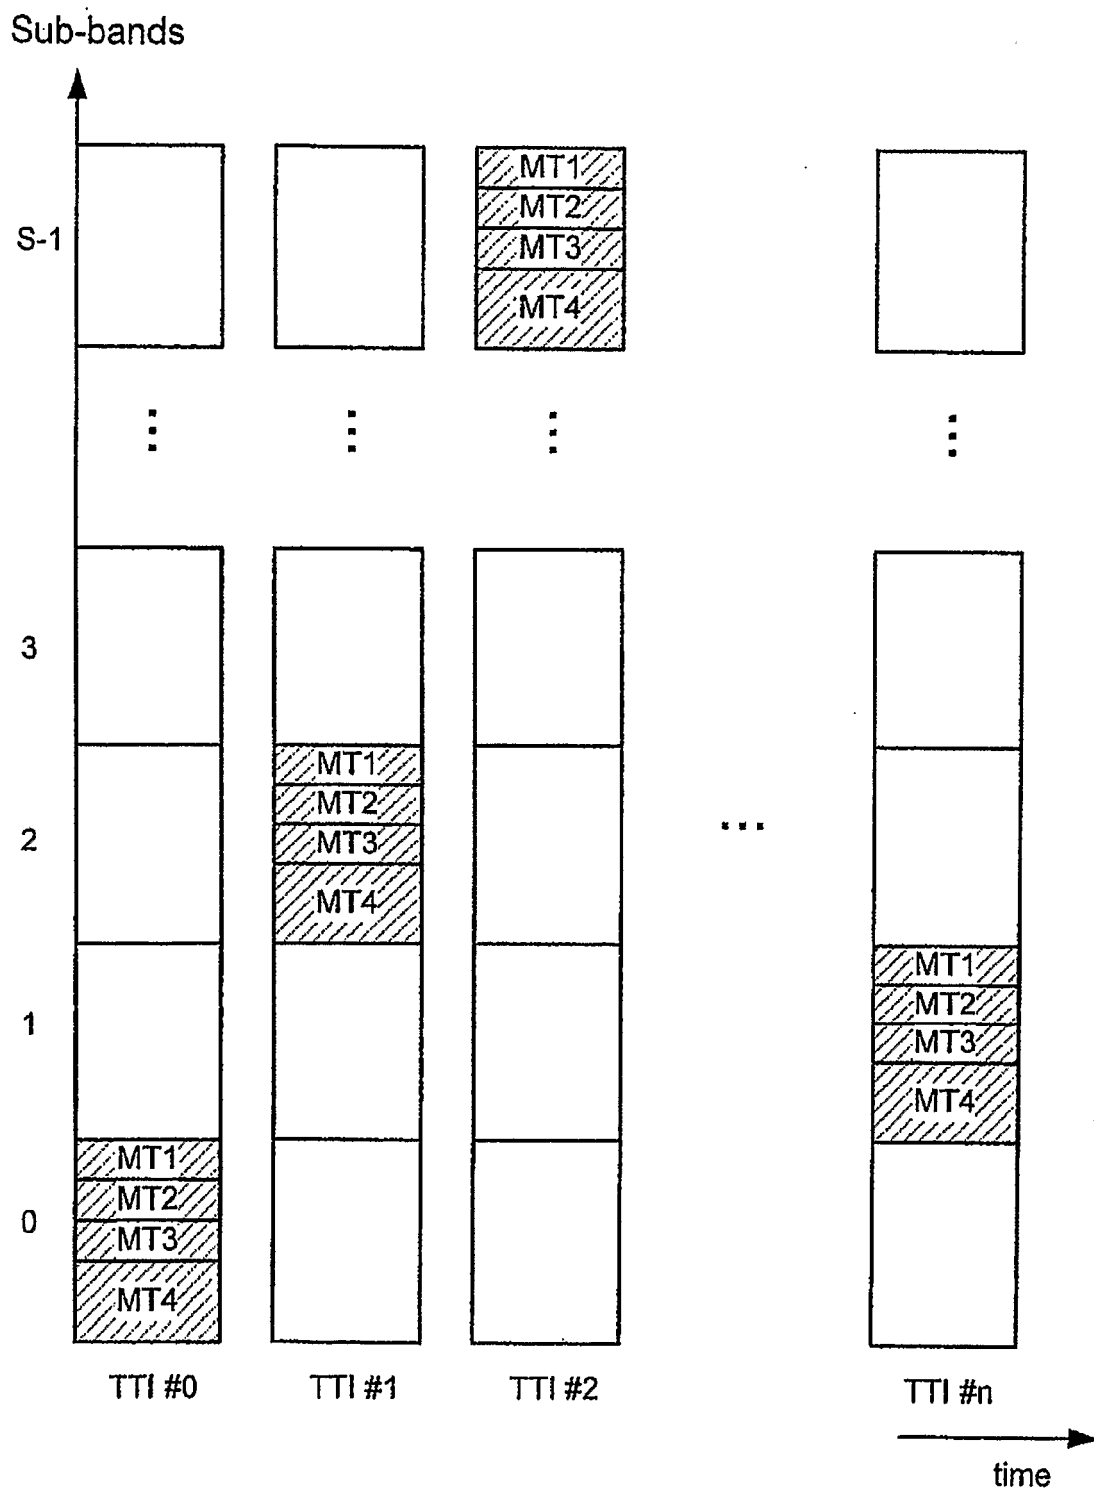 Sub-bands
S-1
MT1
MT2
MT3
MT4
3
2
MT1
MT2
MT3
MT4
...
1
MT1
MT2
MT3
MT4
0
MT1
MT2
MT3
MT4
TTI #0 TTI #1 TTI #2 TTI #n
time